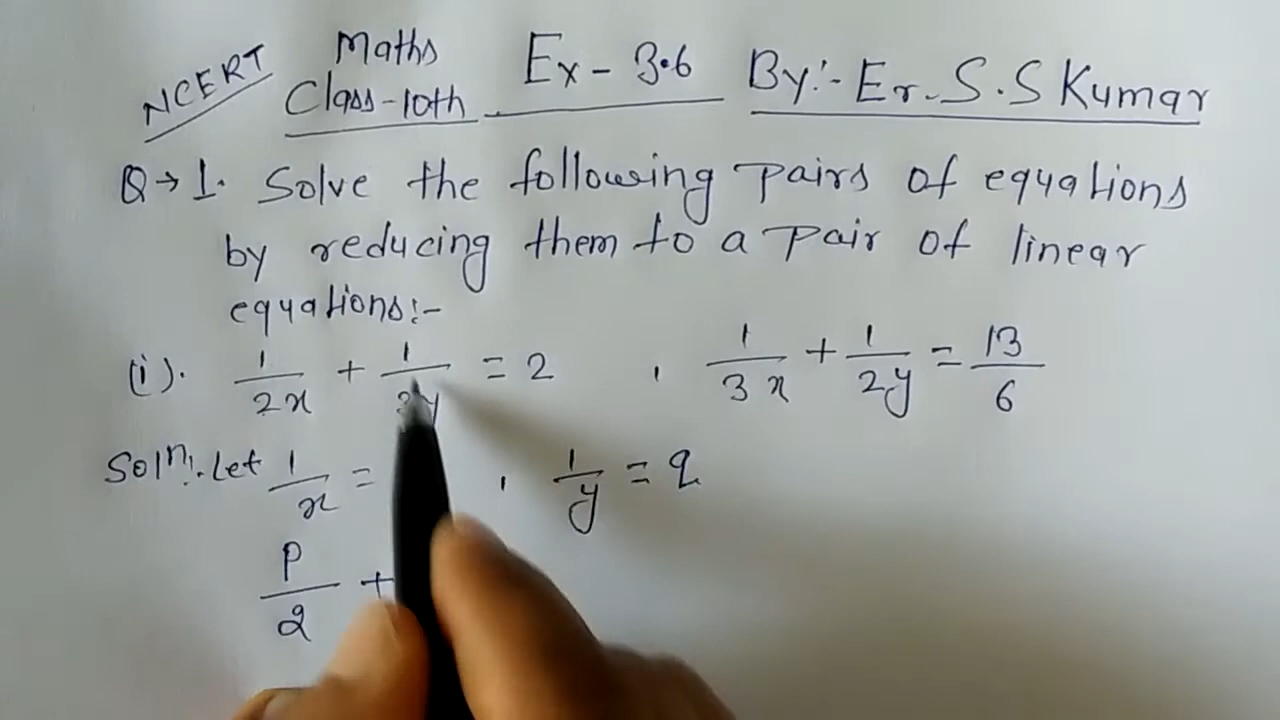 NCERT Maths Class-10th Ex-3.6 By:- Er. S.S Kumar
Q→1. Solve the following pairs of equations
by reducing them to a pair of linear
equations:-
(i). 1/2x + 1/3y = 2 , 1/3x + 1/2y = 13/6
Solⁿ:. Let 1/x = , 1/y = q
P/2 +